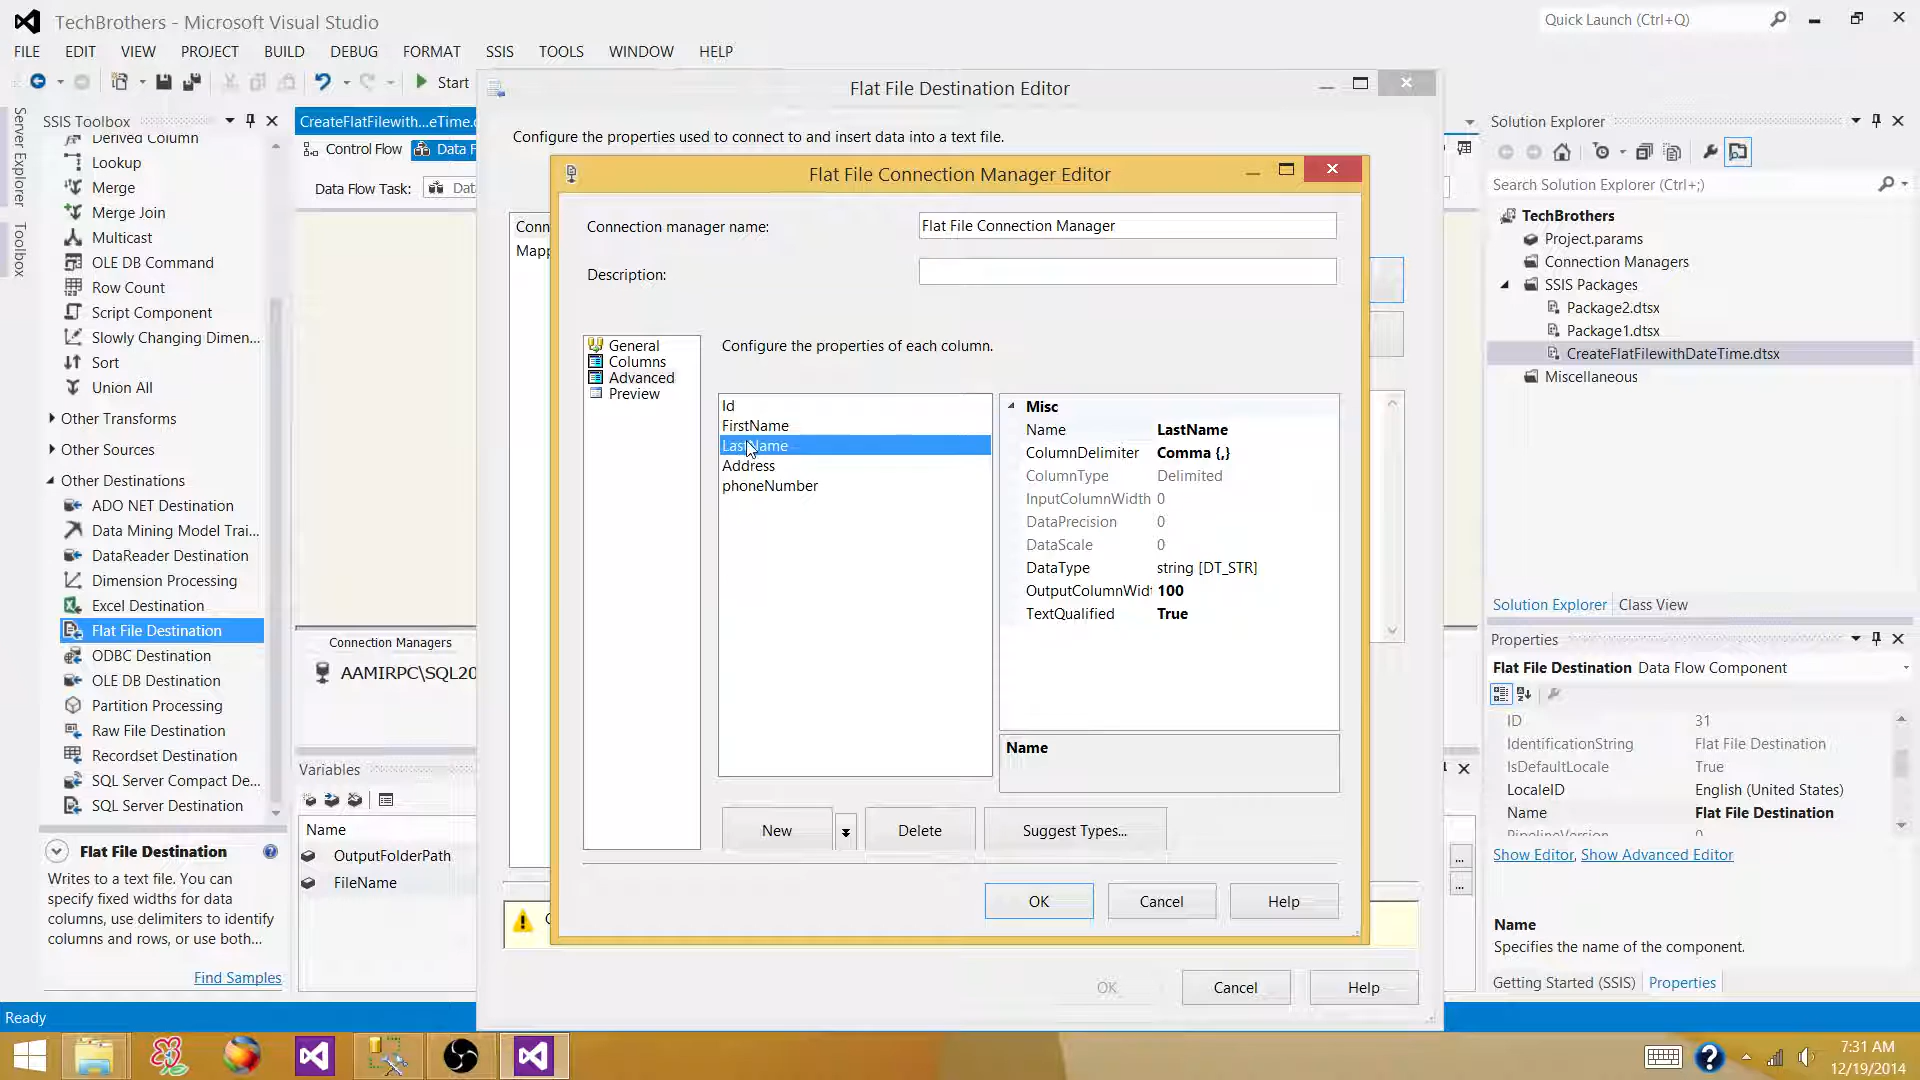 TechBrothers - Microsoft Visual Studio
Quick Launch (Ctrl+Q)
FILE EDIT VIEW PROJECT BUILD DEBUG FORMAT SSIS TOOLS WINDOW HELP
Start
Server Explorer
Toolbox
SSIS Toolbox
Derived Column
Lookup
Merge
Merge Join
Multicast
OLE DB Command
Row Count
Script Component
Slowly Changing Dimen...
Sort
Union All
Other Transforms
Other Sources
Other Destinations
ADO NET Destination
Data Mining Model Trai...
DataReader Destination
Dimension Processing
Excel Destination
Flat File Destination
ODBC Destination
OLE DB Destination
Partition Processing
Raw File Destination
Recordset Destination
SQL Server Compact De...
SQL Server Destination
Flat File Destination
Writes to a text file. You can
specify fixed widths for data
columns, use delimiters to identify
columns and rows, or use both...
Find Samples
CreateFlatFilewith...eTime.
Control Flow
Data F
Data Flow Task:
Dat
Connection Managers
AAMIRPC\SQL20
Variables
Name
OutputFolderPath
FileName
Flat File Destination Editor
Configure the properties used to connect to and insert data into a text file.
Conn
Mapp
OK
Cancel
Help
Flat File Connection Manager Editor
Connection manager name:
Flat File Connection Manager
Description:
General
Columns
Advanced
Preview
Configure the properties of each column.
Id
FirstName
LastName
Address
phoneNumber
Misc
Name LastName
ColumnDelimiter Comma {,}
ColumnType Delimited
InputColumnWidth 0
DataPrecision 0
DataScale 0
DataType string [DT_STR]
OutputColumnWidt 100
TextQualified True
Name
New
Delete
Suggest Types...
OK
Cancel
Help
Solution Explorer
Search Solution Explorer (Ctrl+;)
TechBrothers
Project.params
Connection Managers
SSIS Packages
Package2.dtsx
Package1.dtsx
CreateFlatFilewithDateTime.dtsx
Miscellaneous
Solution Explorer Class View
Properties
Flat File Destination Data Flow Component
ID 31
IdentificationString Flat File Destination
IsDefaultLocale True
LocaleID English (United States)
Name Flat File Destination
PipelineVersion 0
Show Editor, Show Advanced Editor
Name
Specifies the name of the component.
Getting Started (SSIS) Properties
Ready
7:31 AM
12/19/2014